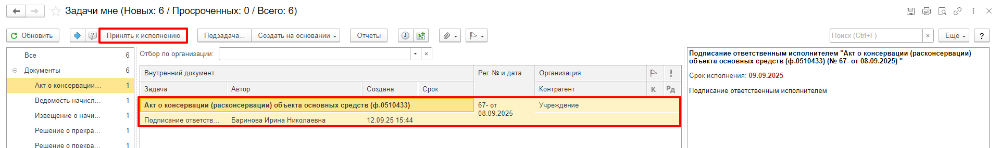 Задачи мне (Новых: 6 / Просроченных: 0 / Всего: 6)
Обновить
Принять к исполнению
Подзадача...
Создать на основании
Отчеты
Поиск (Ctrl+F)
×
Еще
?
Все 6
Документы 6
Акт о консервации... 1
Ведомость начисл... 1
Извещение о начи... 1
Решение о прекра... 1
Решение о прекра... 1
Отбор по организации:
Внутренний документ
Рег. № и дата
Организация
Задача
Автор
Создана
Срок
Контрагент
К
РД
Акт о консервации (расконсервации) объекта основных средств (ф.0510433)
67- от
08.09.2025
Учреждение
Подписание ответств...
Баринова Ирина Николаевна
12.09.25 15:44
Подписание ответственным исполнителем "Акт о консервации (расконсервации)
объекта основных средств (ф.0510433) (№ 67- от 08.09.2025) "
Срок исполнения: 09.09.2025
Подписание ответственным исполнителем